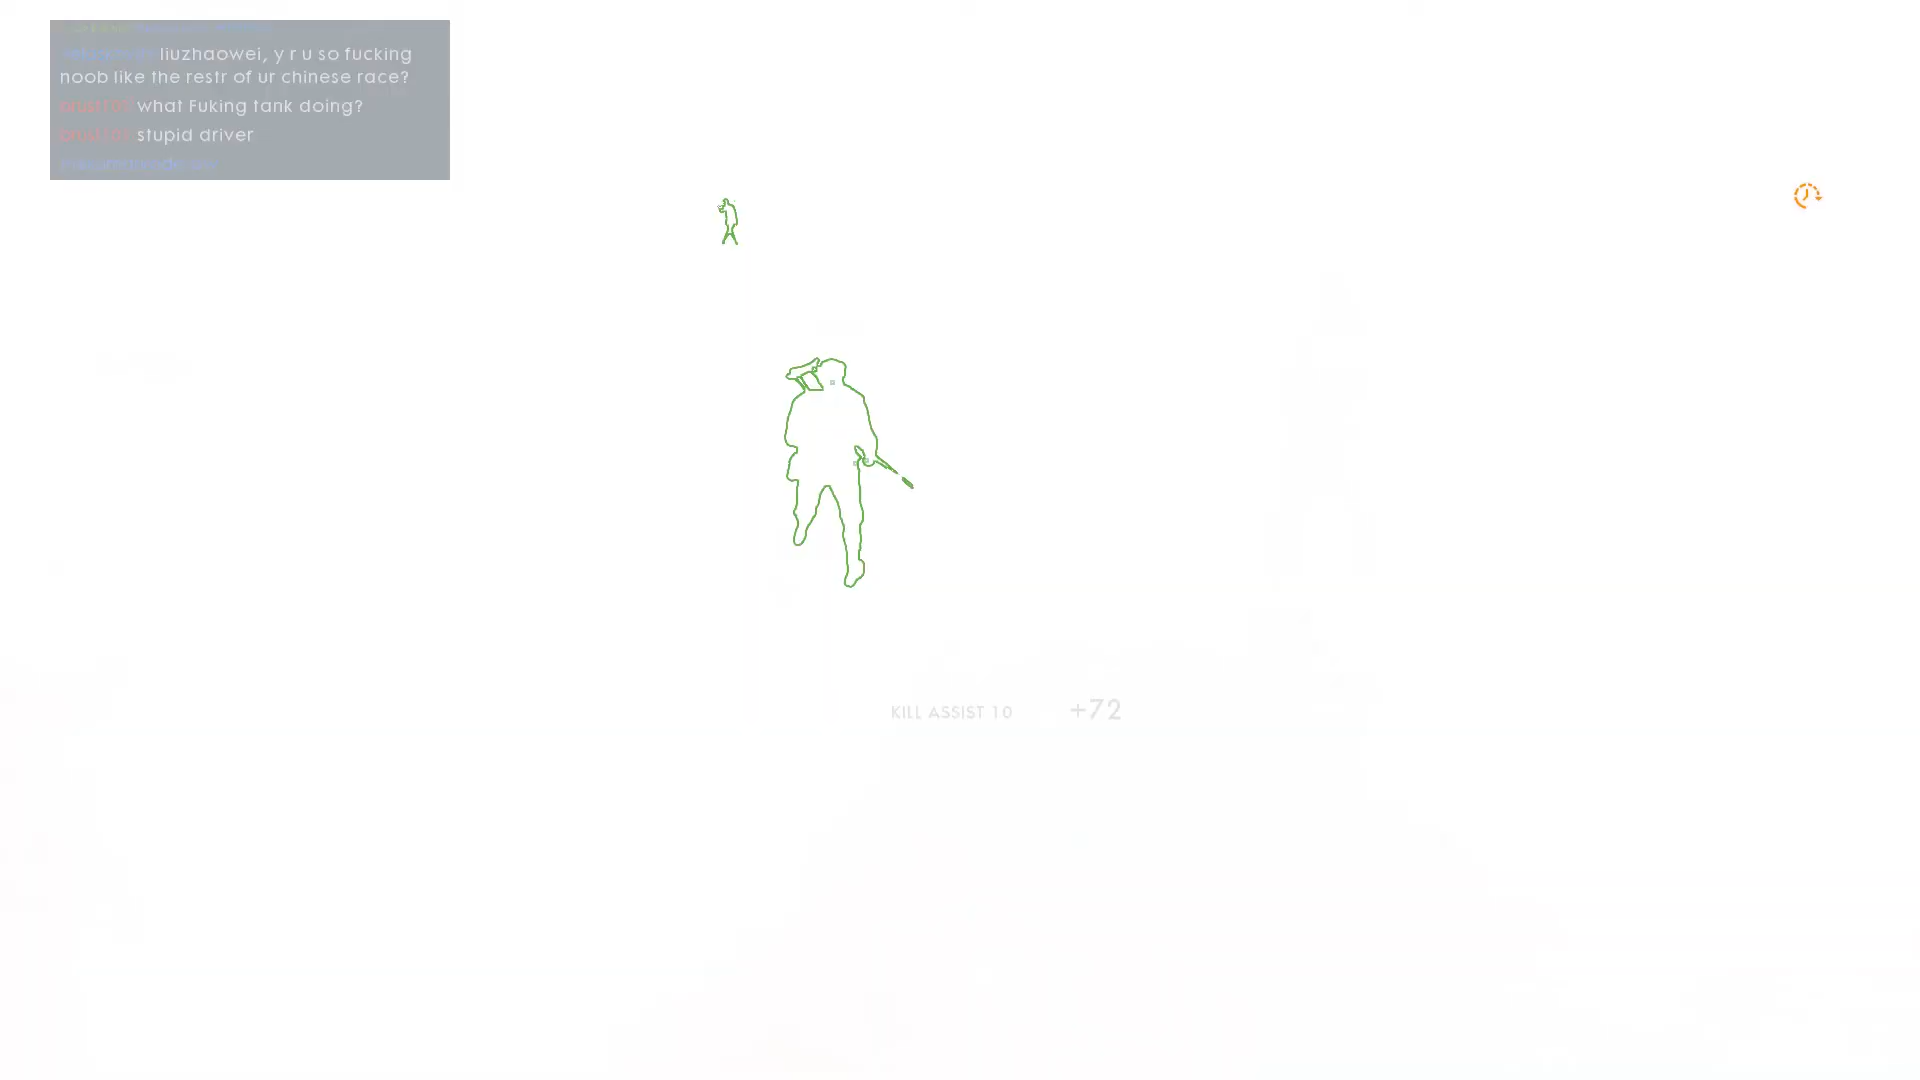 liuzhaowei, y r u so fucking
noob like the restr of ur chinese race?
what Fuking tank doing?
stupid driver
KILL ASSIST 10 +72